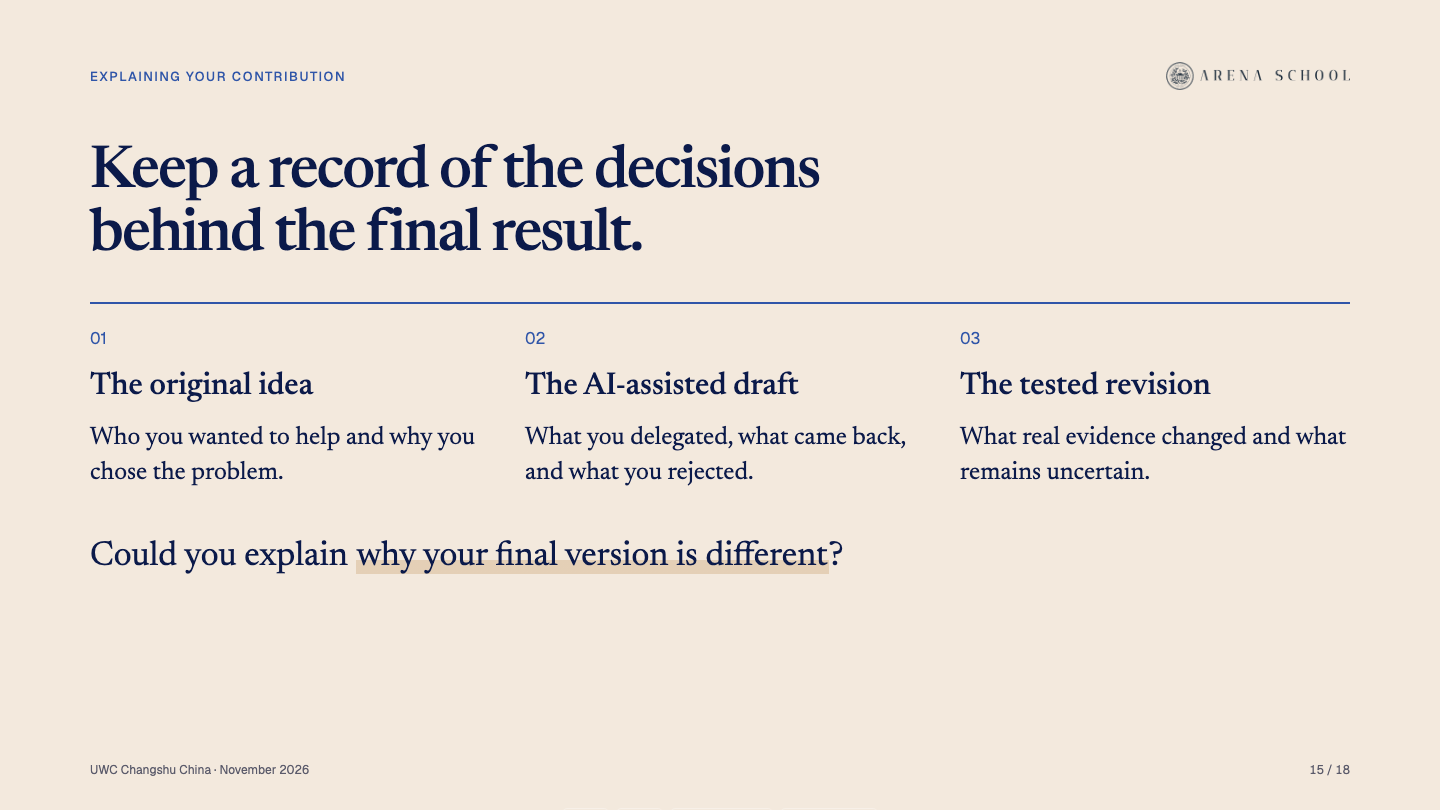 EXPLAINING YOUR CONTRIBUTION
ARENA SCHOOL
Keep a record of the decisions
behind the final result.
01
The original idea
Who you wanted to help and why you
chose the problem.
02
The AI-assisted draft
What you delegated, what came back,
and what you rejected.
03
The tested revision
What real evidence changed and what
remains uncertain.
Could you explain why your final version is different?
UWC Changshu China · November 2026
15 / 18